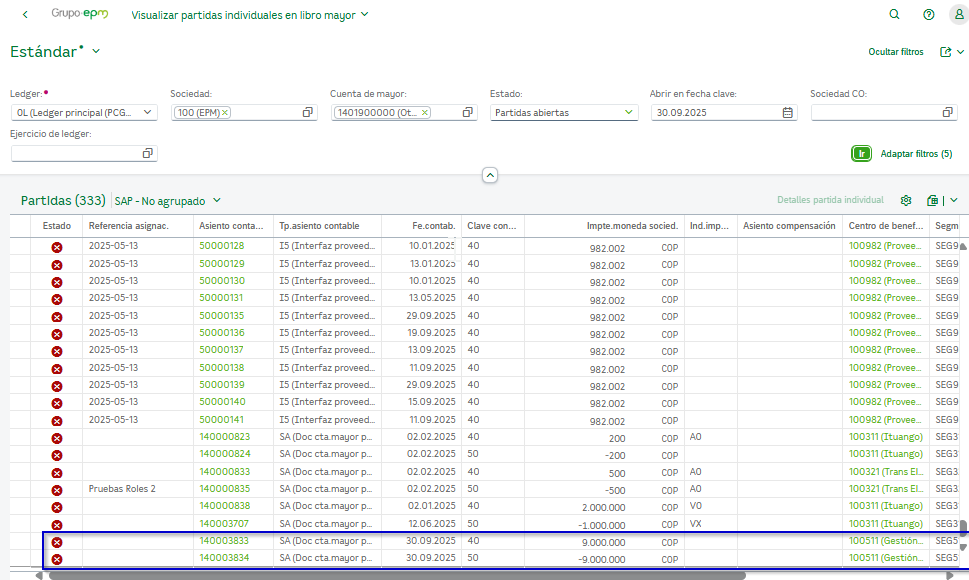 Grupo·epm Visualizar partidas individuales en libro mayor
Estándar*
Ocultar filtros
Ledger:* Sociedad: Cuenta de mayor: Estado: Abrir en fecha clave: Sociedad CO:
0L (Ledger principal (PCG... 100 (EPM) 1401900000 (Ot... Partidas abiertas 30.09.2025
Ejercicio de ledger:
Ir Adaptar filtros (5)
Partidas (333) SAP - No agrupado Detalles partida individual
Estado Referencia asignac. Asiento conta... Tp.asiento contable Fe.contab. Clave con... Impte.moneda socied. Ind.imp... Asiento compensación Centro de benef... Segm
2025-05-13 50000128 I5 (Interfaz proveed... 10.01.2025 40 982.002 COP 100982 (Provee... SEG9
2025-05-13 50000129 I5 (Interfaz proveed... 13.01.2025 40 982.002 COP 100982 (Provee... SEG9
2025-05-13 50000130 I5 (Interfaz proveed... 10.01.2025 40 982.002 COP 100982 (Provee... SEG9
2025-05-13 50000131 I5 (Interfaz proveed... 13.05.2025 40 982.002 COP 100982 (Provee... SEG9
2025-05-13 50000135 I5 (Interfaz proveed... 29.09.2025 40 982.002 COP 100982 (Provee... SEG9
2025-05-13 50000136 I5 (Interfaz proveed... 19.09.2025 40 982.002 COP 100982 (Provee... SEG9
2025-05-13 50000137 I5 (Interfaz proveed... 13.09.2025 40 982.002 COP 100982 (Provee... SEG9
2025-05-13 50000138 I5 (Interfaz proveed... 11.09.2025 40 982.002 COP 100982 (Provee... SEG9
2025-05-13 50000139 I5 (Interfaz proveed... 29.09.2025 40 982.002 COP 100982 (Provee... SEG9
2025-05-13 50000140 I5 (Interfaz proveed... 15.09.2025 40 982.002 COP 100982 (Provee... SEG9
2025-05-13 50000141 I5 (Interfaz proveed... 11.09.2025 40 982.002 COP 100982 (Provee... SEG9
140000823 SA (Doc cta.mayor p... 02.02.2025 40 200 COP A0 100311 (Ituango) SEG3
140000824 SA (Doc cta.mayor p... 02.02.2025 50 -200 COP 100311 (Ituango) SEG3
140000833 SA (Doc cta.mayor p... 02.02.2025 40 500 COP A0 100321 (Trans El... SEG3
Pruebas Roles 2 140000835 SA (Doc cta.mayor p... 02.02.2025 50 -500 COP A0 100321 (Trans El... SEG3
140000838 SA (Doc cta.mayor p... 02.01.2025 40 2.000.000 COP V0 100311 (Ituango) SEG3
140003707 SA (Doc cta.mayor p... 12.06.2025 50 -1.000.000 COP VX 100311 (Ituango) SEG3
140003833 SA (Doc cta.mayor p... 30.09.2025 40 9.000.000 COP 100511 (Gestión... SEG5
140003834 SA (Doc cta.mayor p... 30.09.2025 50 -9.000.000 COP 100511 (Gestión... SEG5